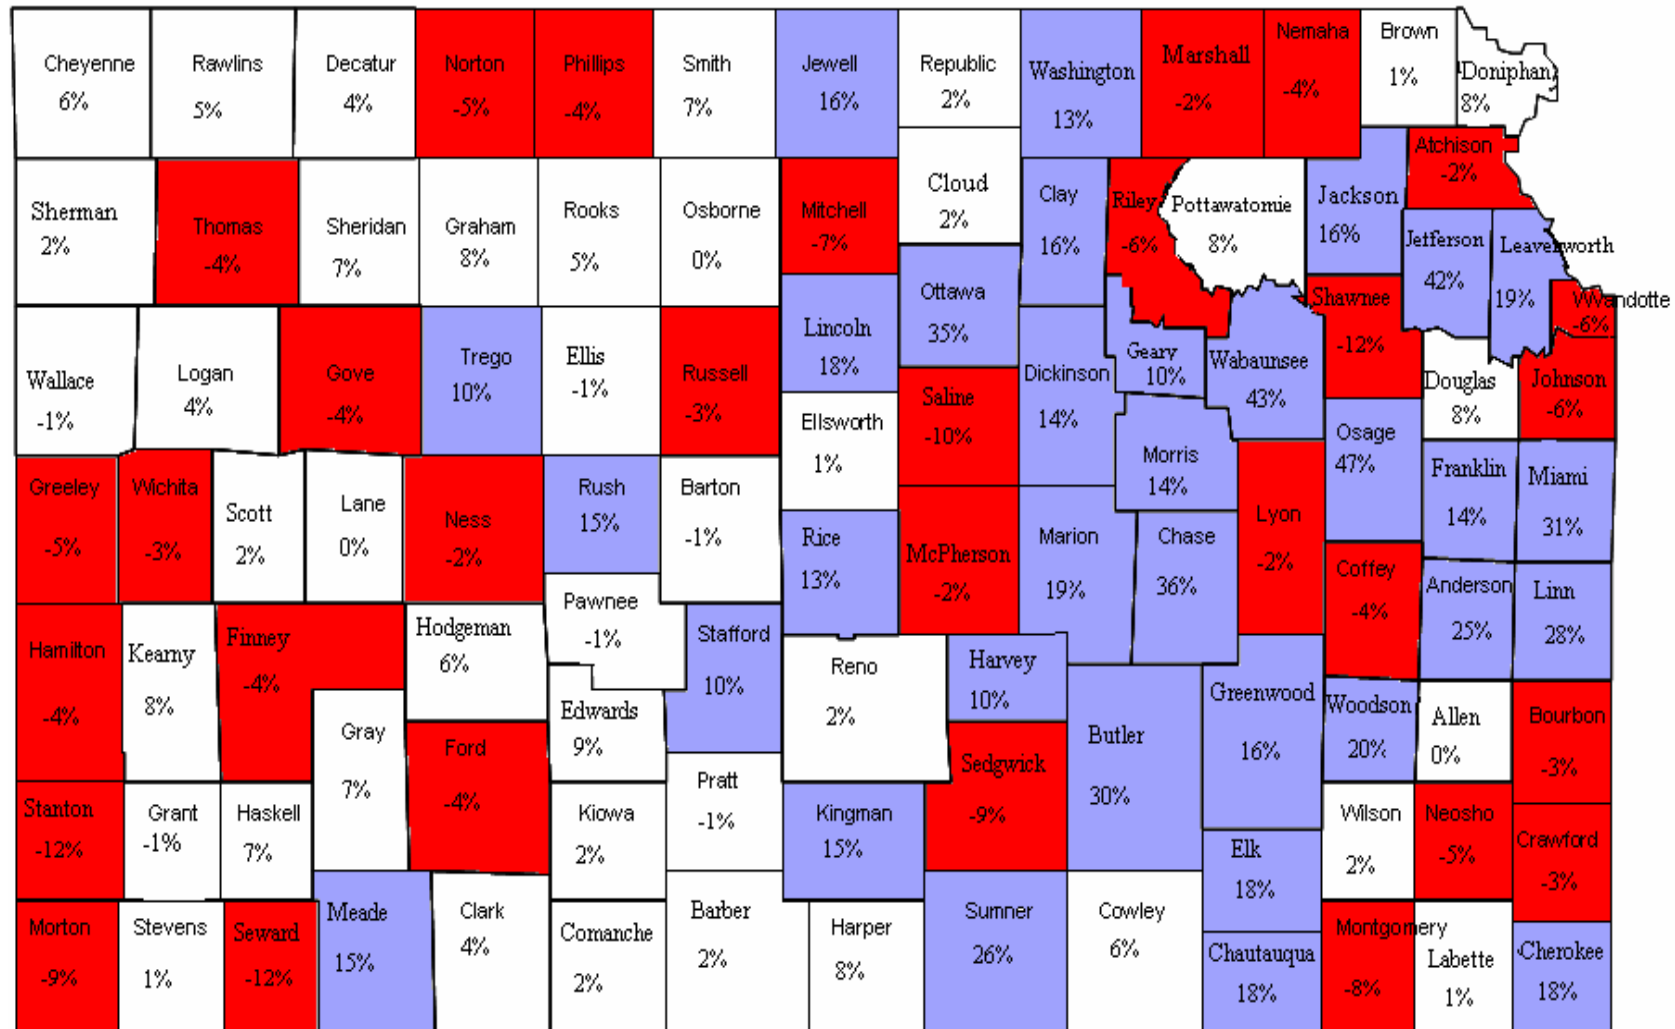 Cheyenne
6%
Rawlins
5%
Decatur
4%
Norton
-5%
Phillips
-4%
Smith
7%
Jewell
16%
Republic
2%
Washington
13%
Marshall
-2%
Nemaha
-4%
Brown
1%
Doniphan
8%
Sherman
2%
Thomas
-4%
Sheridan
7%
Graham
8%
Rooks
5%
Osborne
0%
Mitchell
-7%
Cloud
2%
Clay
16%
Riley
-6%
Pottawatomie
8%
Jackson
16%
Atchison
-2%
Jefferson
42%
Leavenworth
19%
Wyandotte
-6%
Wallace
-1%
Logan
4%
Gove
-4%
Trego
10%
Ellis
-1%
Russell
-3%
Lincoln
18%
Ottawa
35%
Saline
-10%
Dickinson
14%
Geary
10%
Wabaunsee
43%
Shawnee
-12%
Douglas
8%
Johnson
-6%
Ellsworth
1%
Morris
14%
Osage
47%
Franklin
14%
Miami
31%
Greeley
-5%
Wichita
-3%
Scott
2%
Lane
0%
Ness
-2%
Rush
15%
Barton
-1%
Rice
13%
McPherson
-2%
Marion
19%
Chase
36%
Lyon
-2%
Coffey
-4%
Anderson
25%
Linn
28%
Hamilton
-4%
Kearny
8%
Finney
-4%
Hodgeman
6%
Pawnee
-1%
Stafford
10%
Reno
2%
Harvey
10%
Gray
7%
Ford
-4%
Edwards
9%
Sedgwick
-9%
Butler
30%
Greenwood
16%
Woodson
20%
Allen
0%
Bourbon
-3%
Stanton
-12%
Grant
-1%
Haskell
7%
Kiowa
2%
Pratt
-1%
Kingman
15%
Elk
18%
Wilson
2%
Neosho
-5%
Crawford
-3%
Morton
-9%
Stevens
1%
Seward
-12%
Meade
15%
Clark
4%
Comanche
2%
Barber
2%
Harper
8%
Sumner
26%
Cowley
6%
Chautauqua
18%
Montgomery
-8%
Labette
1%
Cherokee
18%